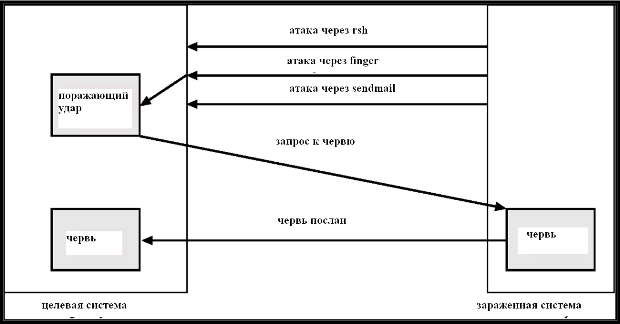 атака через rsh
атака через finger
атака через sendmail
поражающий
удар
запрос к червю
червь послан
червь
червь
целевая система
зараженная система